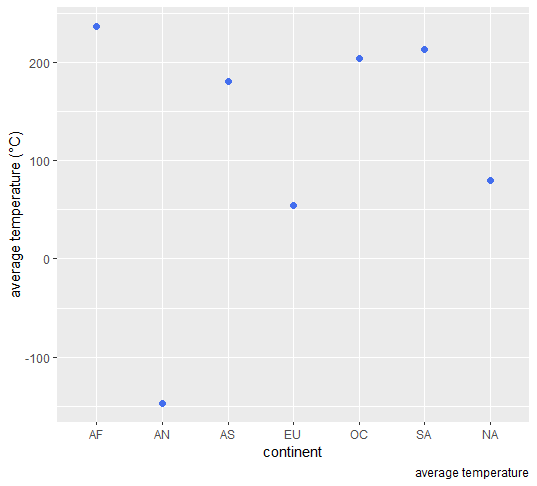 average temperature (°C)
200
100
0
-100
AF AN AS EU OC SA NA
continent
average temperature